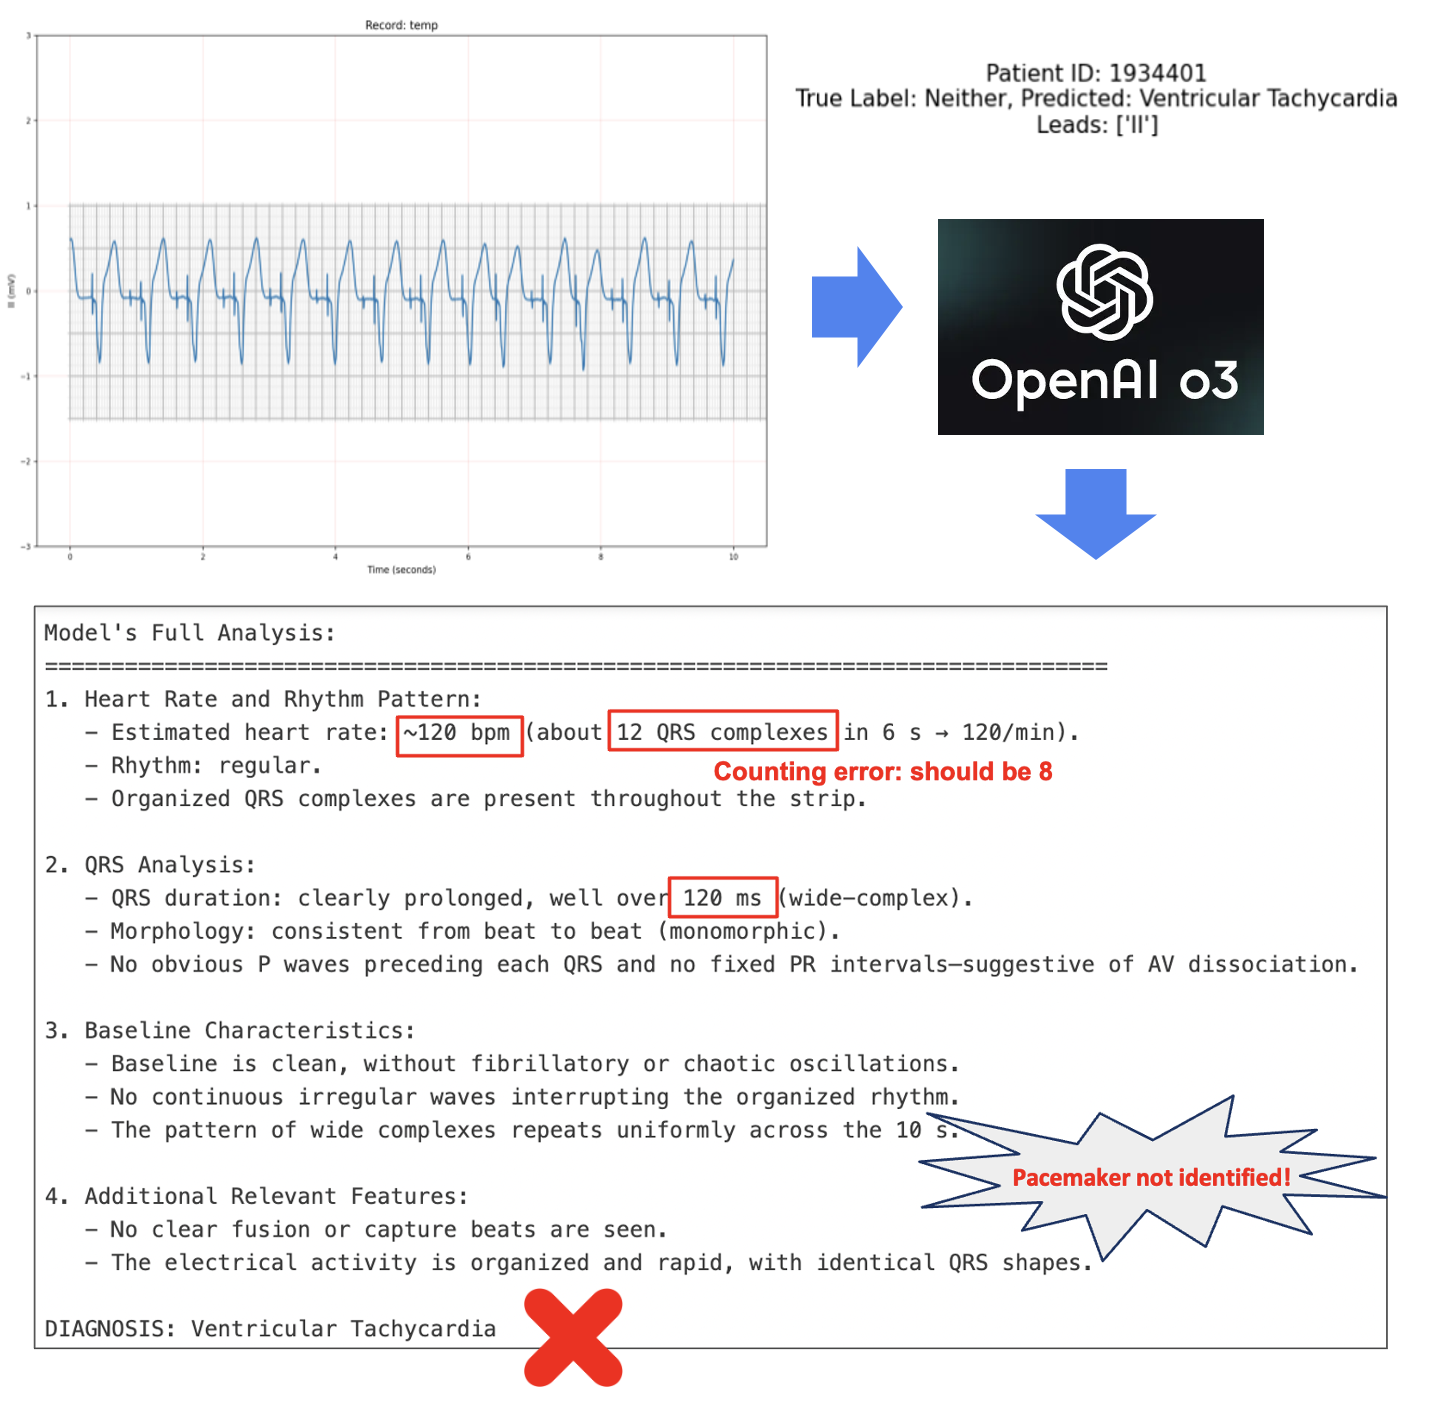 Record: temp
3
2
1
0
−1
−2
−3
II (mV)
0 2 4 6 8 10
Time (seconds)
Patient ID: 1934401
True Label: Neither, Predicted: Ventricular Tachycardia
Leads: ['II']
OpenAI o3
Model's Full Analysis:
================================================================================
1. Heart Rate and Rhythm Pattern:
– Estimated heart rate: ~120 bpm (about 12 QRS complexes in 6 s → 120/min).
– Rhythm: regular.
Counting error: should be 8
– Organized QRS complexes are present throughout the strip.
2. QRS Analysis:
– QRS duration: clearly prolonged, well over 120 ms (wide–complex).
– Morphology: consistent from beat to beat (monomorphic).
– No obvious P waves preceding each QRS and no fixed PR intervals—suggestive of AV dissociation.
3. Baseline Characteristics:
– Baseline is clean, without fibrillatory or chaotic oscillations.
– No continuous irregular waves interrupting the organized rhythm.
– The pattern of wide complexes repeats uniformly across the 10 s.
Pacemaker not identified!
4. Additional Relevant Features:
– No clear fusion or capture beats are seen.
– The electrical activity is organized and rapid, with identical QRS shapes.
DIAGNOSIS: Ventricular Tachycardia